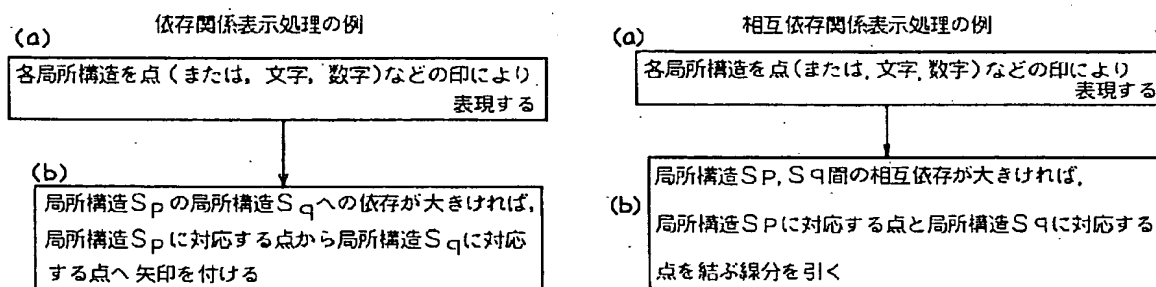 依存関係表示処理の例
(a)
各局所構造を点(または,文字,数字)などの印により
表現する
(b)
局所構造Spの局所構造Sqへの依存が大きければ,
局所構造Spに対応する点から局所構造Sqに対応
する点へ矢印を付ける
相互依存関係表示処理の例
(a)
各局所構造を点(または,文字,数字)などの印により
表現する
(b)
局所構造Sp,Sq間の相互依存が大きければ,
局所構造Spに対応する点と局所構造Sqに対応する
点を結ぶ線分を引く